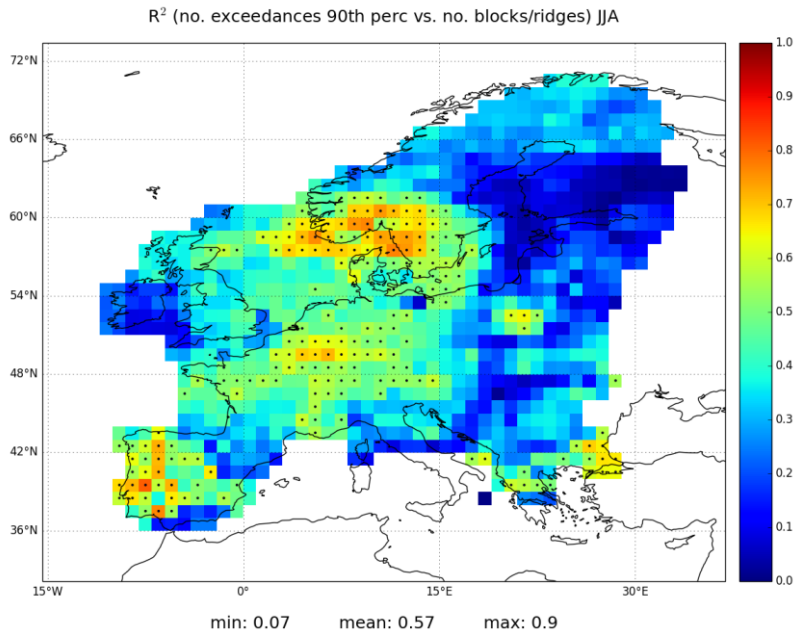 R² (no. exceedances 90th perc vs. no. blocks/ridges) JJA
72°N
66°N
60°N
54°N
48°N
42°N
36°N
15°W 0° 15°E 30°E
1.0
0.9
0.8
0.7
0.6
0.5
0.4
0.3
0.2
0.1
0.0
min: 0.07 mean: 0.57 max: 0.9